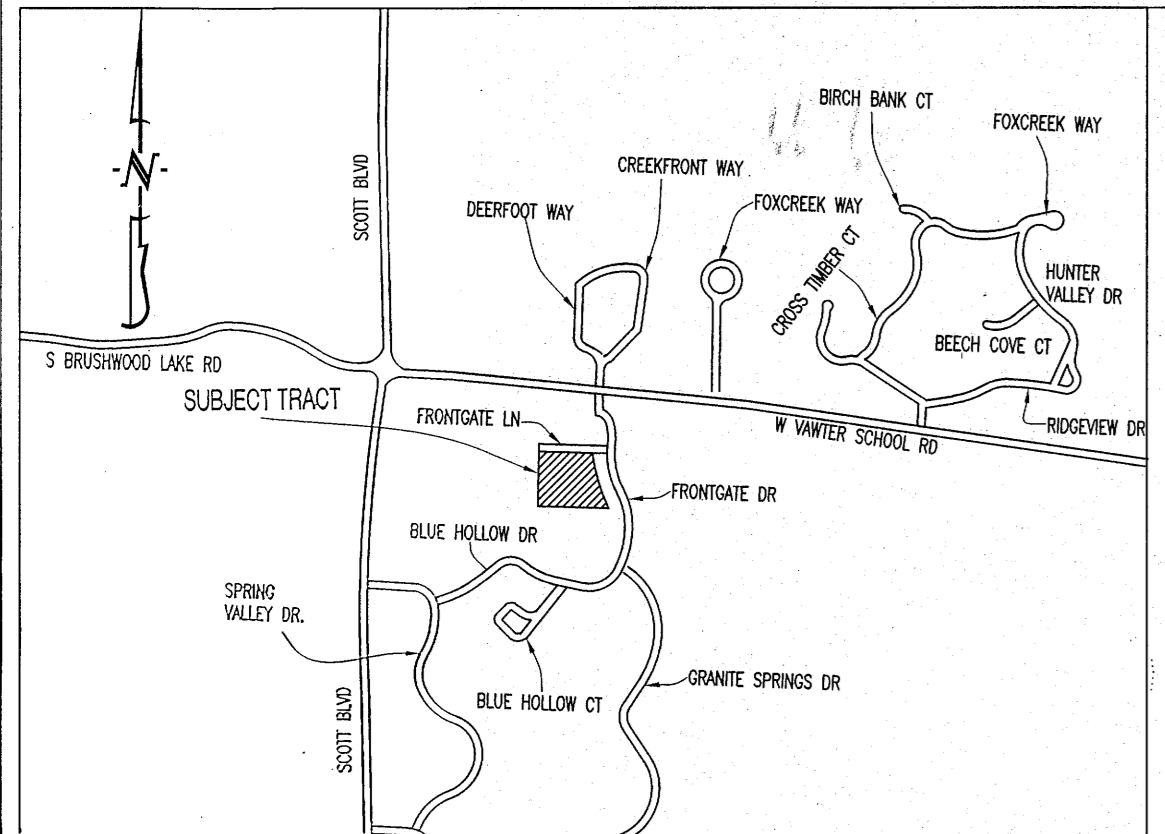 BIRCH BANK CT
FOXCREEK WAY
CREEKFRONT WAY
SCOTT BLVD
DEERFOOT WAY
FOXCREEK WAY
N
CROSS TIMBER CT
HUNTER
VALLEY DR
BEECH COVE CT
S BRUSHWOOD LAKE RD
SUBJECT TRACT
FRONTGATE LN
W VAWTER SCHOOL RD
RIDGEVIEW DR
FRONTGATE DR
BLUE HOLLOW DR
SPRING
VALLEY DR.
GRANITE SPRINGS DR
BLUE HOLLOW CT
SCOTT BLVD